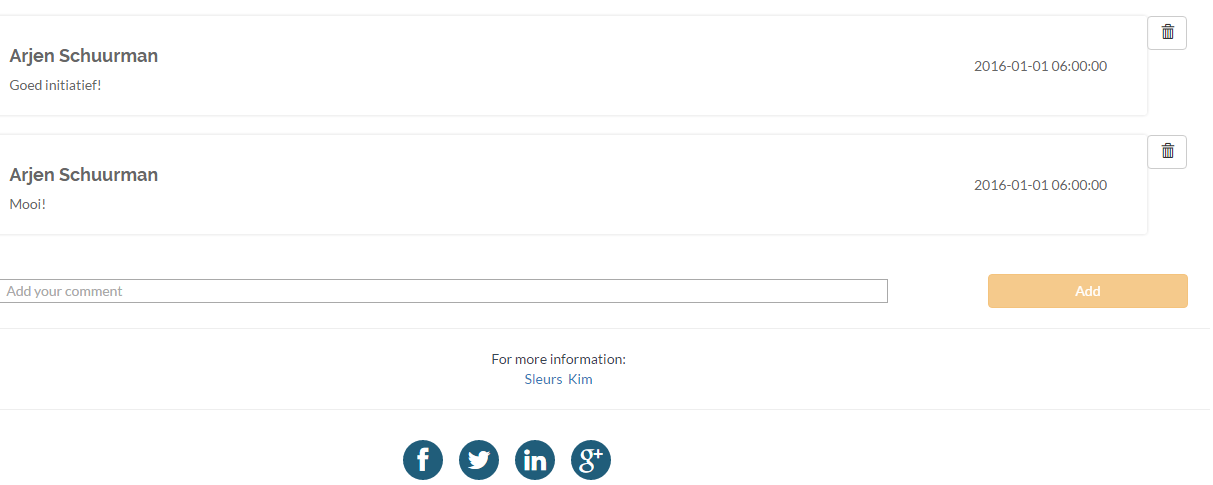 Arjen Schuurman
2016-01-01 06:00:00
Goed initiatief!
Arjen Schuurman
2016-01-01 06:00:00
Mooi!
Add your comment
Add
For more information:
Sleurs Kim
f in g+